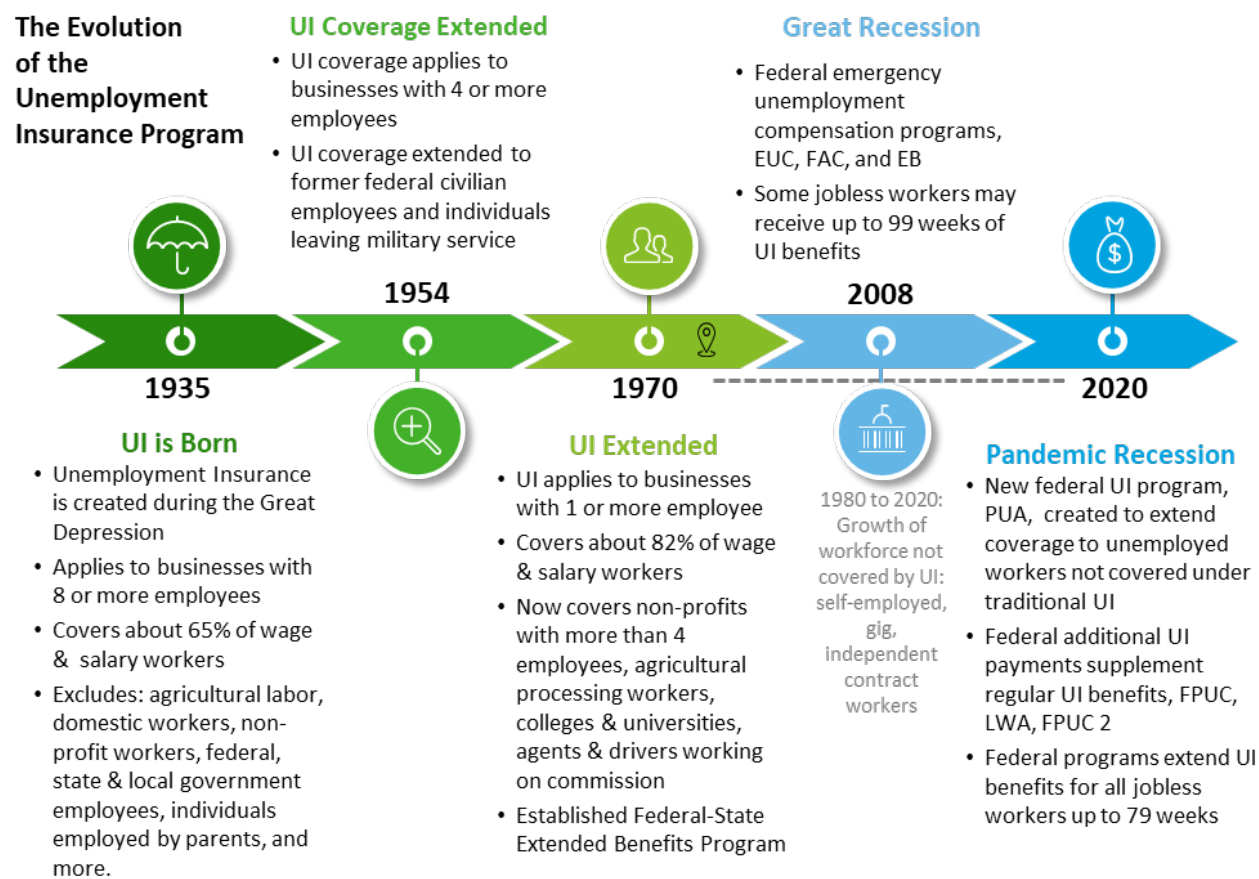 The Evolution
of the
Unemployment
Insurance Program
UI Coverage Extended
• UI coverage applies to
businesses with 4 or more
employees
• UI coverage extended to
former federal civilian
employees and individuals
leaving military service
Great Recession
• Federal emergency
unemployment
compensation programs,
EUC, FAC, and EB
• Some jobless workers may
receive up to 99 weeks of
UI benefits
$
1954
2008
1935
1970
2020
UI is Born
• Unemployment Insurance
is created during the Great
Depression
• Applies to businesses with
8 or more employees
• Covers about 65% of wage
& salary workers
• Excludes: agricultural labor,
domestic workers, non-
profit workers, federal,
state & local government
employees, individuals
employed by parents, and
more.
UI Extended
• UI applies to businesses
with 1 or more employee
• Covers about 82% of wage
& salary workers
• Now covers non-profits
with more than 4
employees, agricultural
processing workers,
colleges & universities,
agents & drivers working
on commission
• Established Federal-State
Extended Benefits Program
1980 to 2020:
Growth of
workforce not
covered by UI:
self-employed,
gig,
independent
contract
workers
Pandemic Recession
• New federal UI program,
PUA, created to extend
coverage to unemployed
workers not covered under
traditional UI
• Federal additional UI
payments supplement
regular UI benefits, FPUC,
LWA, FPUC 2
• Federal programs extend UI
benefits for all jobless
workers up to 79 weeks